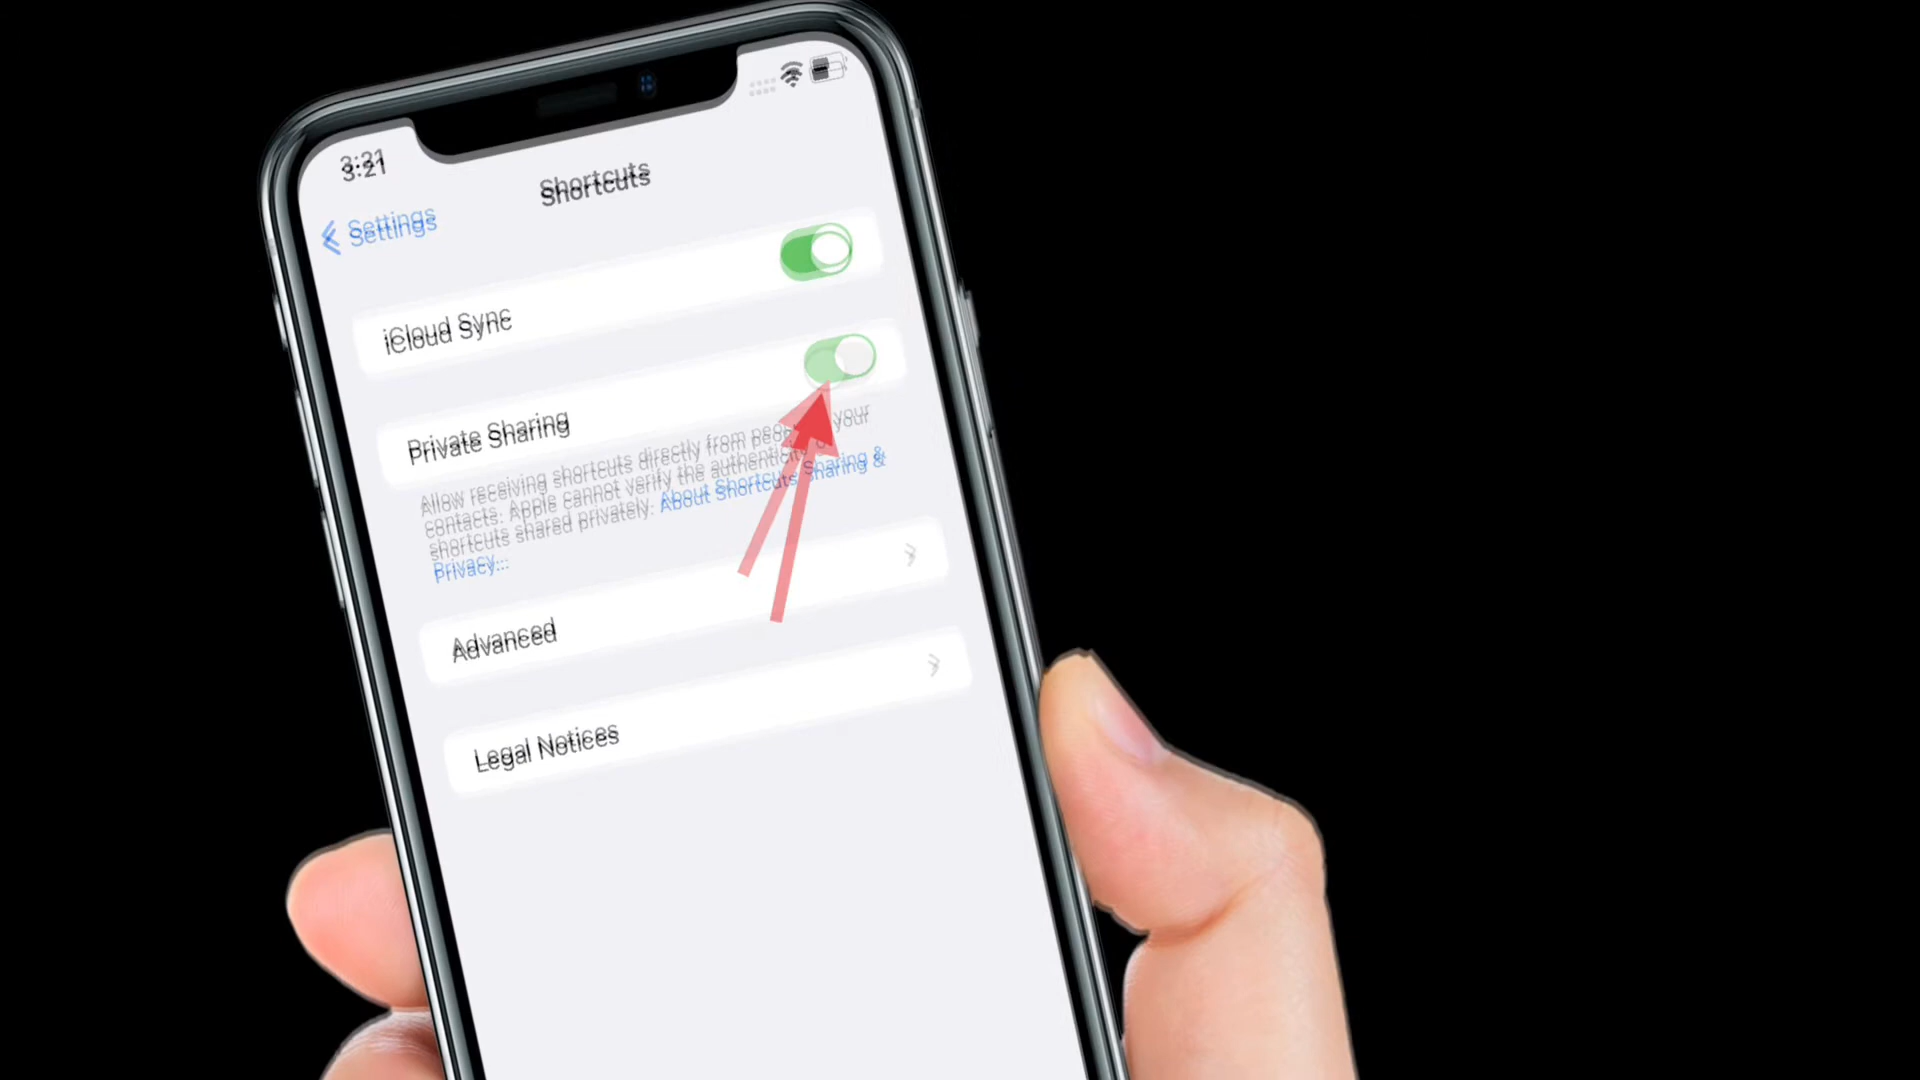 3:21
Shortcuts
Settings
iCloud Sync
Private Sharing
Allow receiving shortcuts directly from people your
contacts. Apple cannot verify the authenticity of your
shortcuts shared privately. About Shortcuts Sharing &
Privacy...
Advanced
Legal Notices